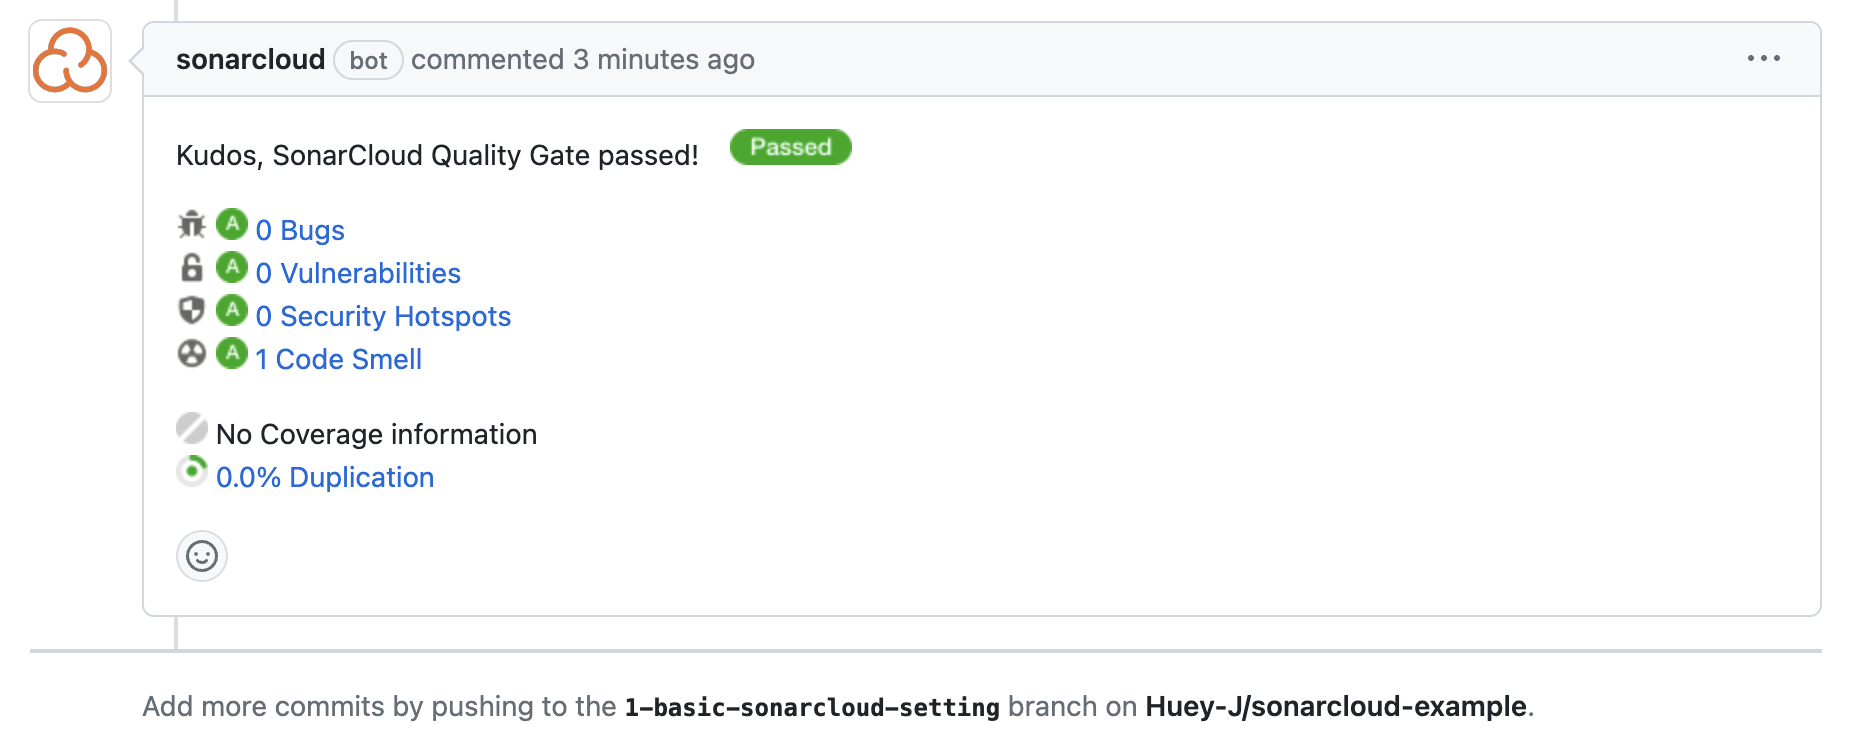 sonarcloud bot commented 3 minutes ago
Kudos, SonarCloud Quality Gate passed! Passed
A 0 Bugs
A 0 Vulnerabilities
A 0 Security Hotspots
A 1 Code Smell
No Coverage information
0.0% Duplication
Add more commits by pushing to the 1-basic-sonarcloud-setting branch on Huey-J/sonarcloud-example.